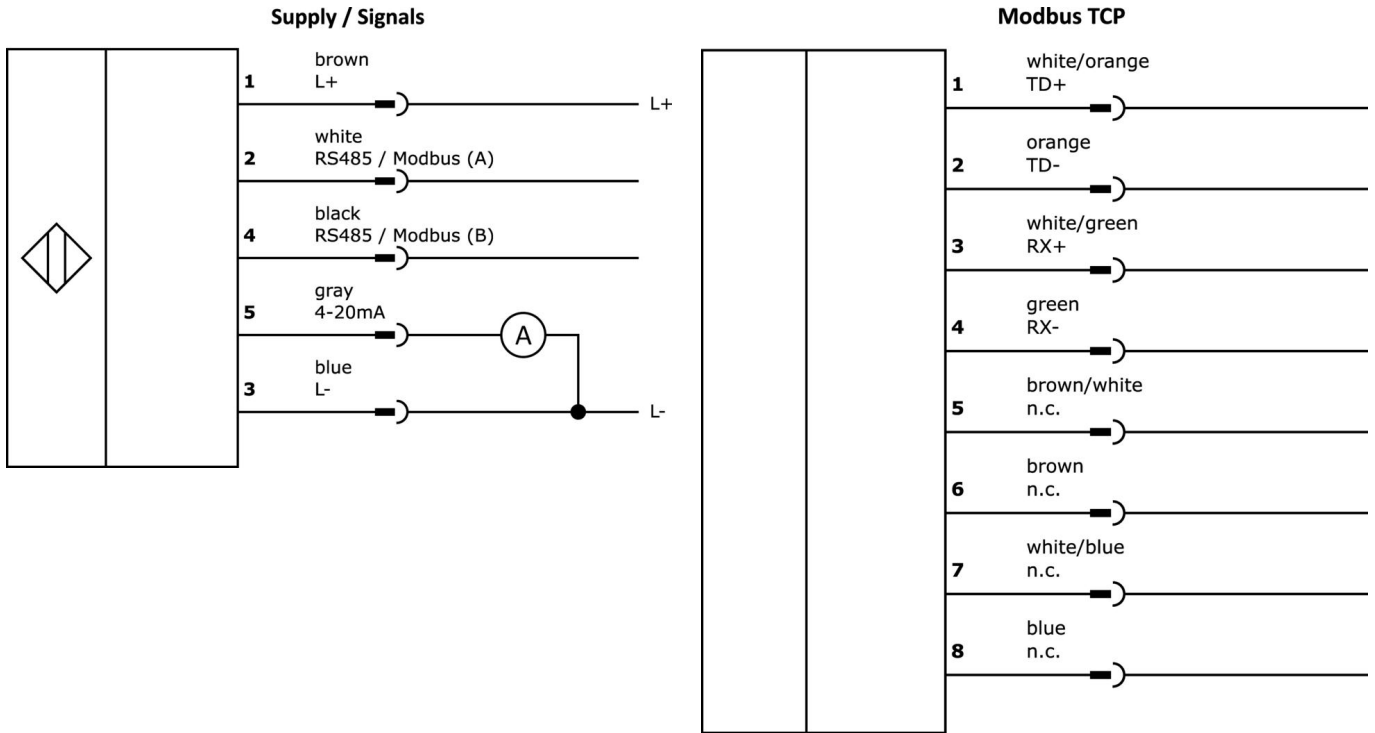 Supply / Signals
brown
1 L+
L+
white
2 RS485 / Modbus (A)
black
4 RS485 / Modbus (B)
gray
5 4-20mA
A
blue
3 L-
L-
Modbus TCP
white/orange
1 TD+
orange
2 TD-
white/green
3 RX+
green
4 RX-
brown/white
5 n.c.
brown
6 n.c.
white/blue
7 n.c.
blue
8 n.c.